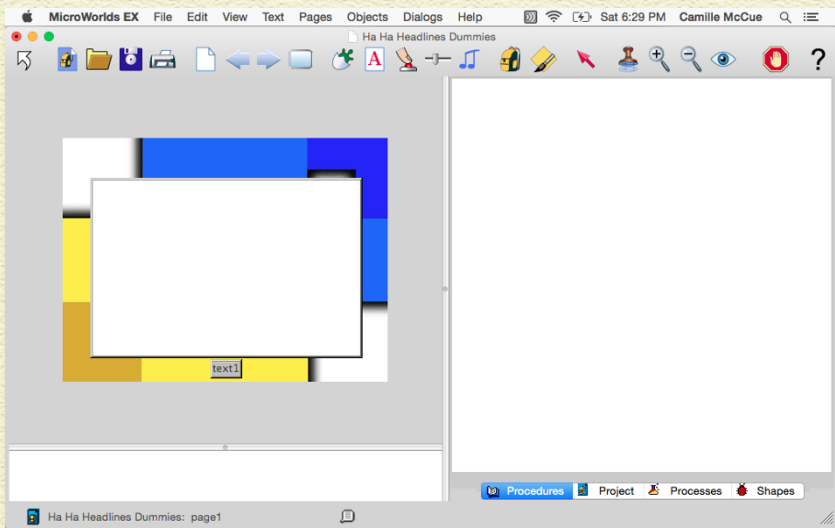 MicroWorlds EX File Edit View Text Pages Objects Dialogs Help Sat 6:29 PM Camille McCue
Ha Ha Headlines Dummies
A ?
text1
Procedures Project Processes Shapes
Ha Ha Headlines Dummies: page1